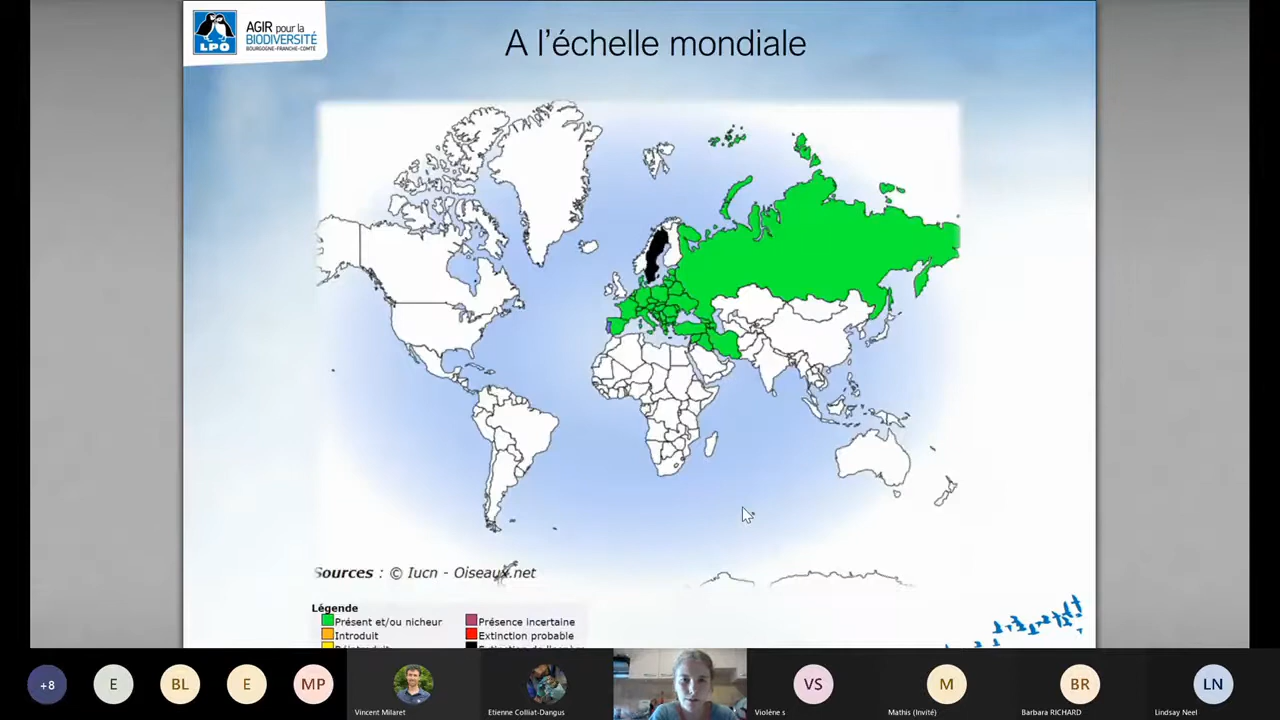 AGIR pour la
BIODIVERSITÉ
BOURGOGNE-FRANCHE-COMTÉ
LPO
A l'échelle mondiale
Sources : © Iucn - Oiseaux.net
Légende
Présent et/ou nicheur
Présence incertaine
Introduit
Extinction probable
+8
E
BL
E
MP
VS
M
BR
LN
Vincent Milaret
Etienne Colliat-Dangus
Violène s
Mathis (Invité)
Barbara RICHARD
Lindsay Neel